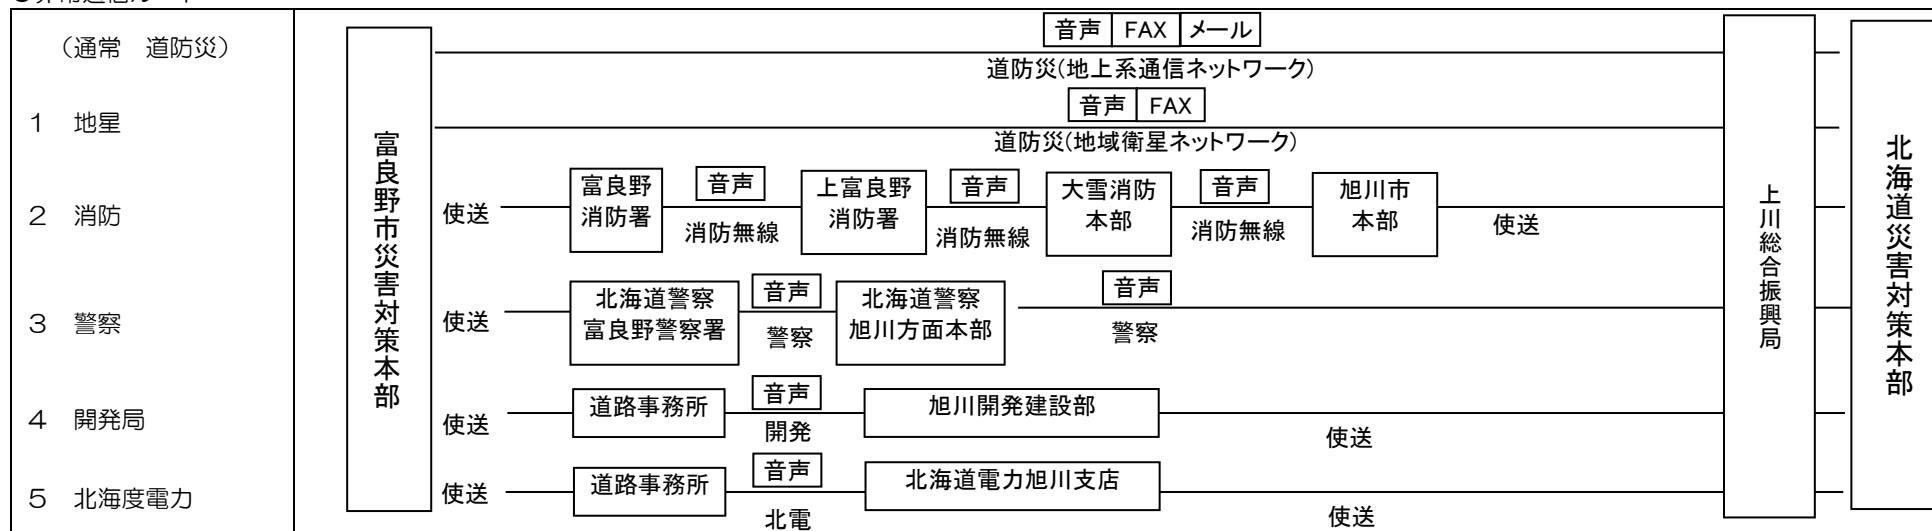 （通常　道防災）
音声 FAX メール
道防災(地上系通信ネットワーク)
1　地星
音声 FAX
道防災(地域衛星ネットワーク)
2　消防
使送
富良野
消防署
音声
消防無線
上富良野
消防署
音声
消防無線
大雪消防
本部
音声
消防無線
旭川市
本部
使送
3　警察
使送
北海道警察
富良野警察署
音声
警察
北海道警察
旭川方面本部
音声
警察
4　開発局
使送
道路事務所
音声
開発
旭川開発建設部
使送
5　北海度電力
使送
道路事務所
音声
北電
北海道電力旭川支店
使送
富良野市災害対策本部
上川総合振興局
北海道災害対策本部